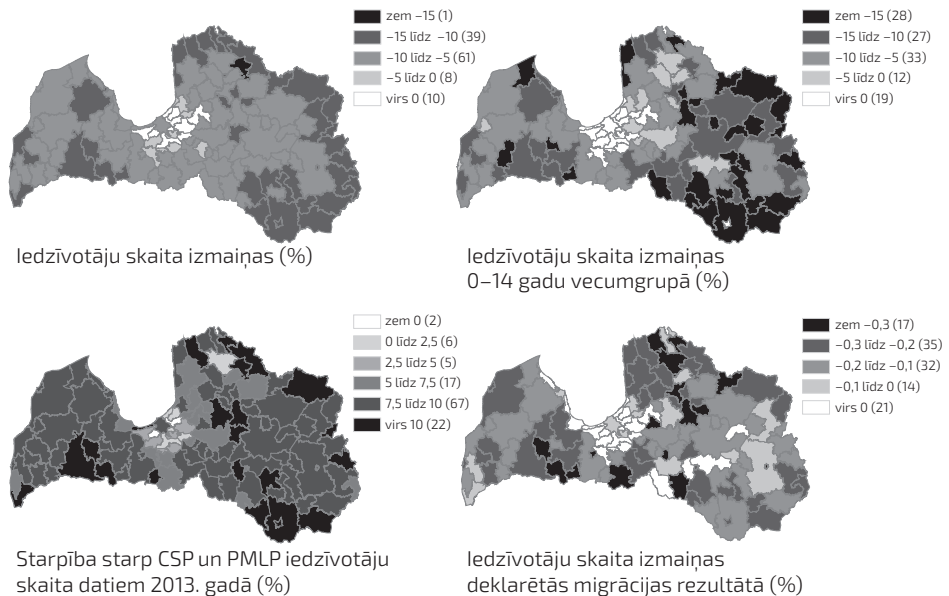 zem −15 (1)
−15 līdz −10 (39)
−10 līdz −5 (61)
−5 līdz 0 (8)
virs 0 (10)
Iedzīvotāju skaita izmaiņas (%)
zem −15 (28)
−15 līdz −10 (27)
−10 līdz −5 (33)
−5 līdz 0 (12)
virs 0 (19)
Iedzīvotāju skaita izmaiņas
0–14 gadu vecumgrupā (%)
zem 0 (2)
0 līdz 2,5 (6)
2,5 līdz 5 (5)
5 līdz 7,5 (17)
7,5 līdz 10 (67)
virs 10 (22)
Starpība starp CSP un PMLP iedzīvotāju
skaita datiem 2013. gadā (%)
zem −0,3 (17)
−0,3 līdz −0,2 (35)
−0,2 līdz −0,1 (32)
−0,1 līdz 0 (14)
virs 0 (21)
Iedzīvotāju skaita izmaiņas
deklarētās migrācijas rezultātā (%)